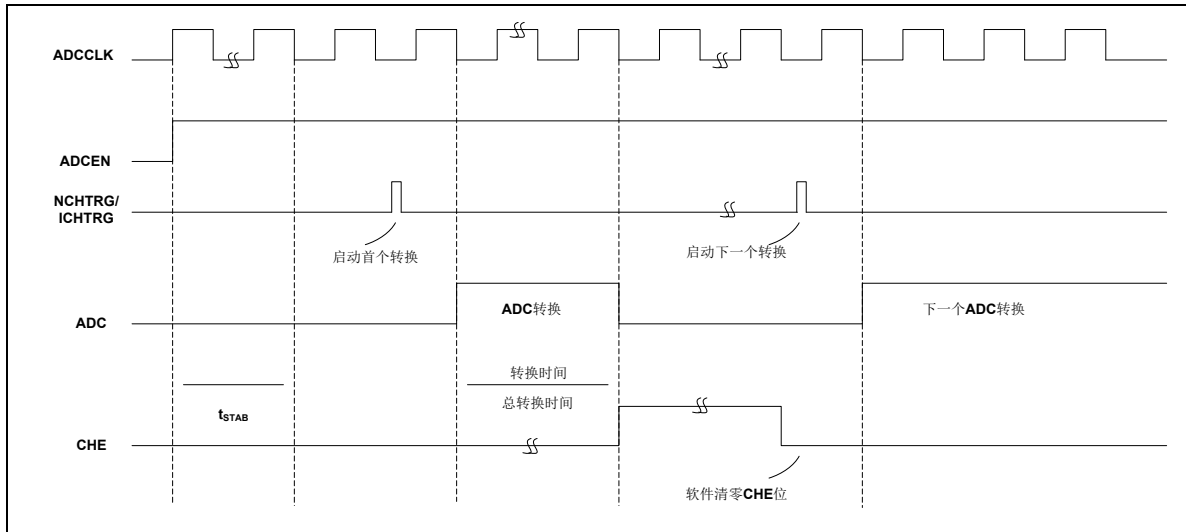 ADCCLK
ADCEN
NCHTRG/
ICHTRG
启动首个转换
启动下一个转换
ADC
ADC转换
下一个ADC转换
转换时间
总转换时间
tSTAB
CHE
软件清零CHE位